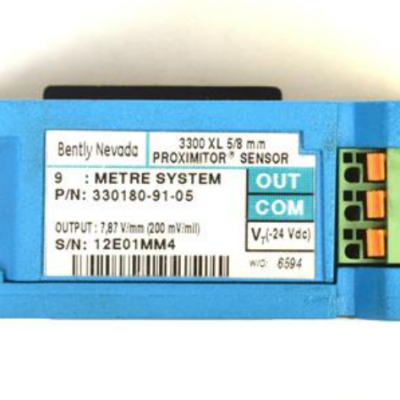 Bently Nevada
3300 XL 5/8 mm
PROXIMITOR® SENSOR
9 : METRE SYSTEM
P/N: 330180-91-05
OUTPUT : 7,87 V/mm (200 mV/mil)
S/N: 12E01MM4
OUT
COM
VT(-24 Vdc)
W/O: 6594